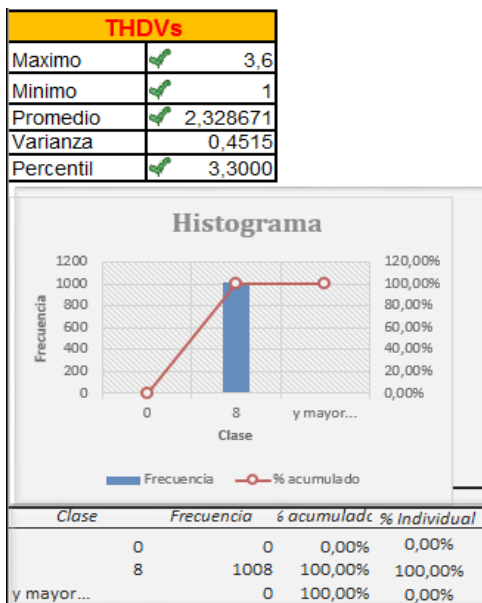 THDVs
Maximo 3,6
Minimo 1
Promedio 2,328671
Varianza 0,4515
Percentil 3,3000
Histograma
1200 120,00%
1000 100,00%
800 80,00%
600 60,00%
400 40,00%
200 20,00%
0 0,00%
Frecuencia
0 8 y mayor...
Clase
Frecuencia % acumulado
Clase Frecuencia % acumulado % Individual
0 0 0,00% 0,00%
8 1008 100,00% 100,00%
y mayor... 0 100,00% 0,00%